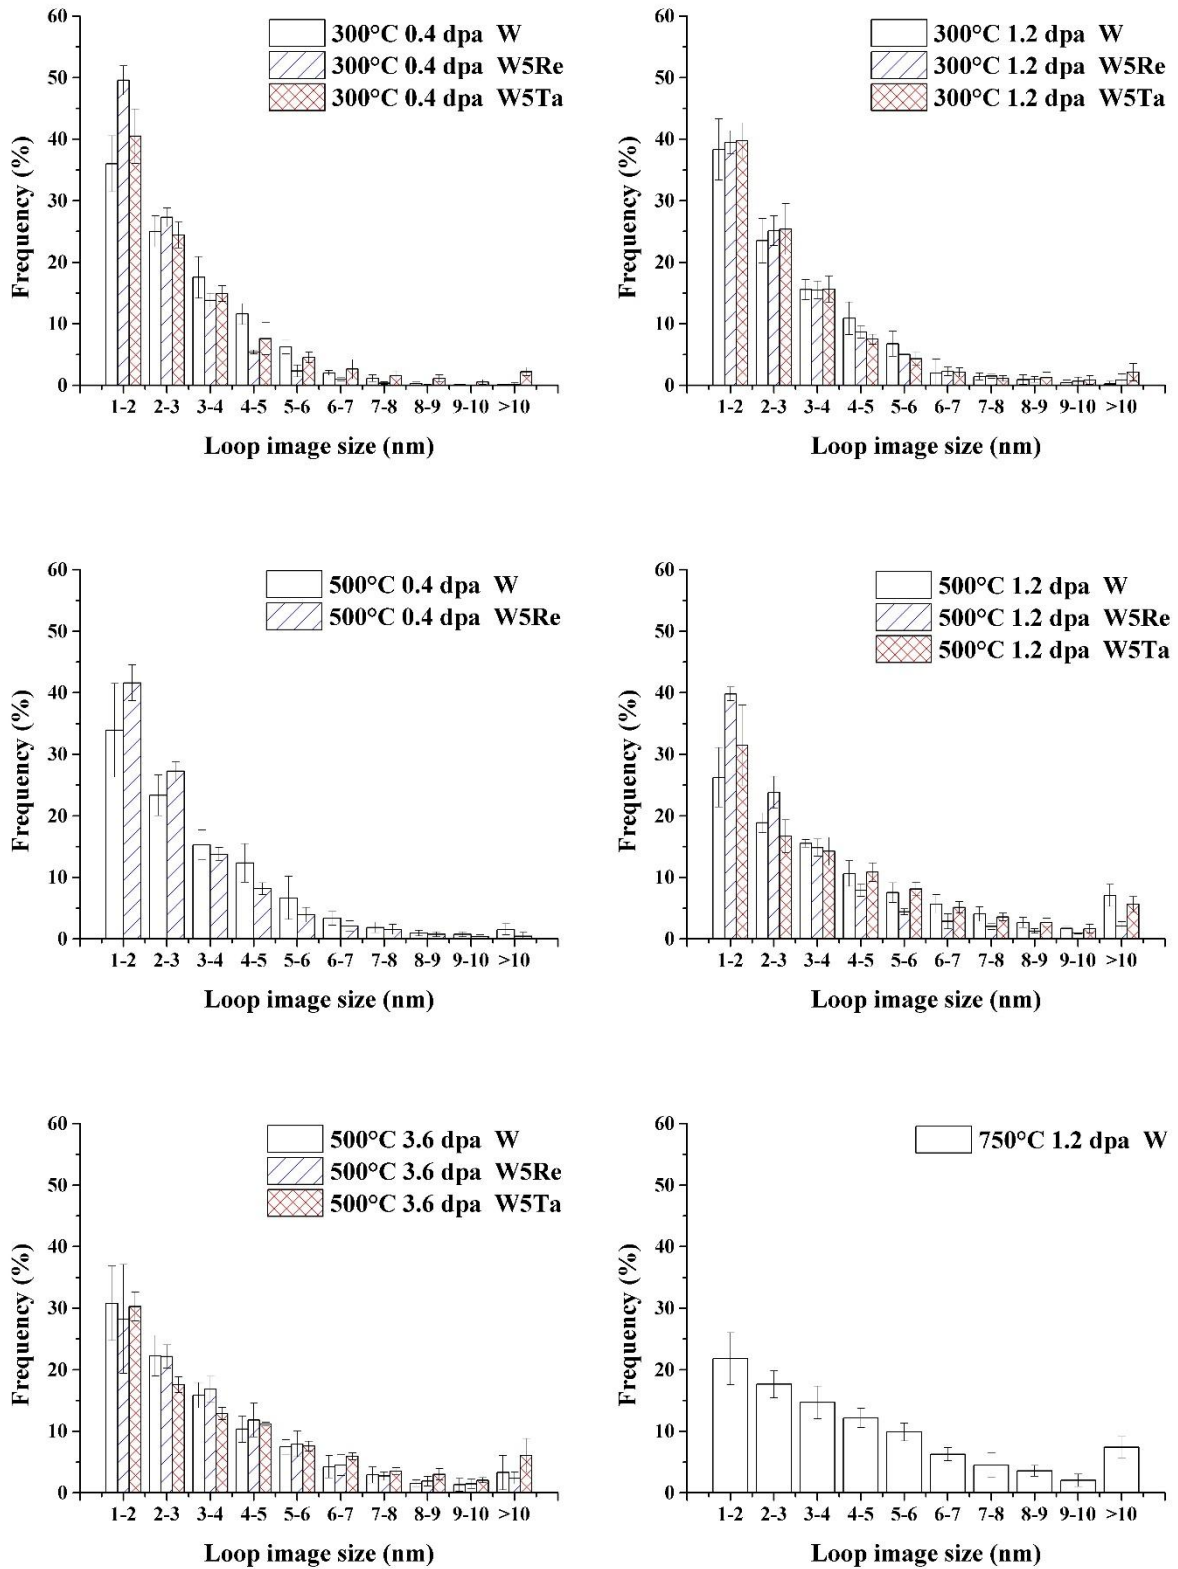 60
50
40
30
20
10
0
Frequency (%)
300°C 0.4 dpa W
300°C 0.4 dpa W5Re
300°C 0.4 dpa W5Ta
1-2 2-3 3-4 4-5 5-6 6-7 7-8 8-9 9-10 >10
Loop image size (nm)
60
50
40
30
20
10
0
Frequency (%)
300°C 1.2 dpa W
300°C 1.2 dpa W5Re
300°C 1.2 dpa W5Ta
1-2 2-3 3-4 4-5 5-6 6-7 7-8 8-9 9-10 >10
Loop image size (nm)
60
50
40
30
20
10
0
Frequency (%)
500°C 0.4 dpa W
500°C 0.4 dpa W5Re
1-2 2-3 3-4 4-5 5-6 6-7 7-8 8-9 9-10 >10
Loop image size (nm)
60
50
40
30
20
10
0
Frequency (%)
500°C 1.2 dpa W
500°C 1.2 dpa W5Re
500°C 1.2 dpa W5Ta
1-2 2-3 3-4 4-5 5-6 6-7 7-8 8-9 9-10 >10
Loop image size (nm)
60
50
40
30
20
10
0
Frequency (%)
500°C 3.6 dpa W
500°C 3.6 dpa W5Re
500°C 3.6 dpa W5Ta
1-2 2-3 3-4 4-5 5-6 6-7 7-8 8-9 9-10 >10
Loop image size (nm)
60
50
40
30
20
10
0
Frequency (%)
750°C 1.2 dpa W
1-2 2-3 3-4 4-5 5-6 6-7 7-8 8-9 9-10 >10
Loop image size (nm)